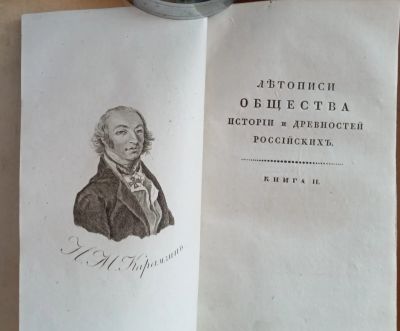 Н. М. Карамзинъ
ЛѢТОПИСИ
ОБЩЕСТВА
ИСТОРІИ и ДРЕВНОСТЕЙ
РОССІЙСКИХЪ.
КНИГА II.